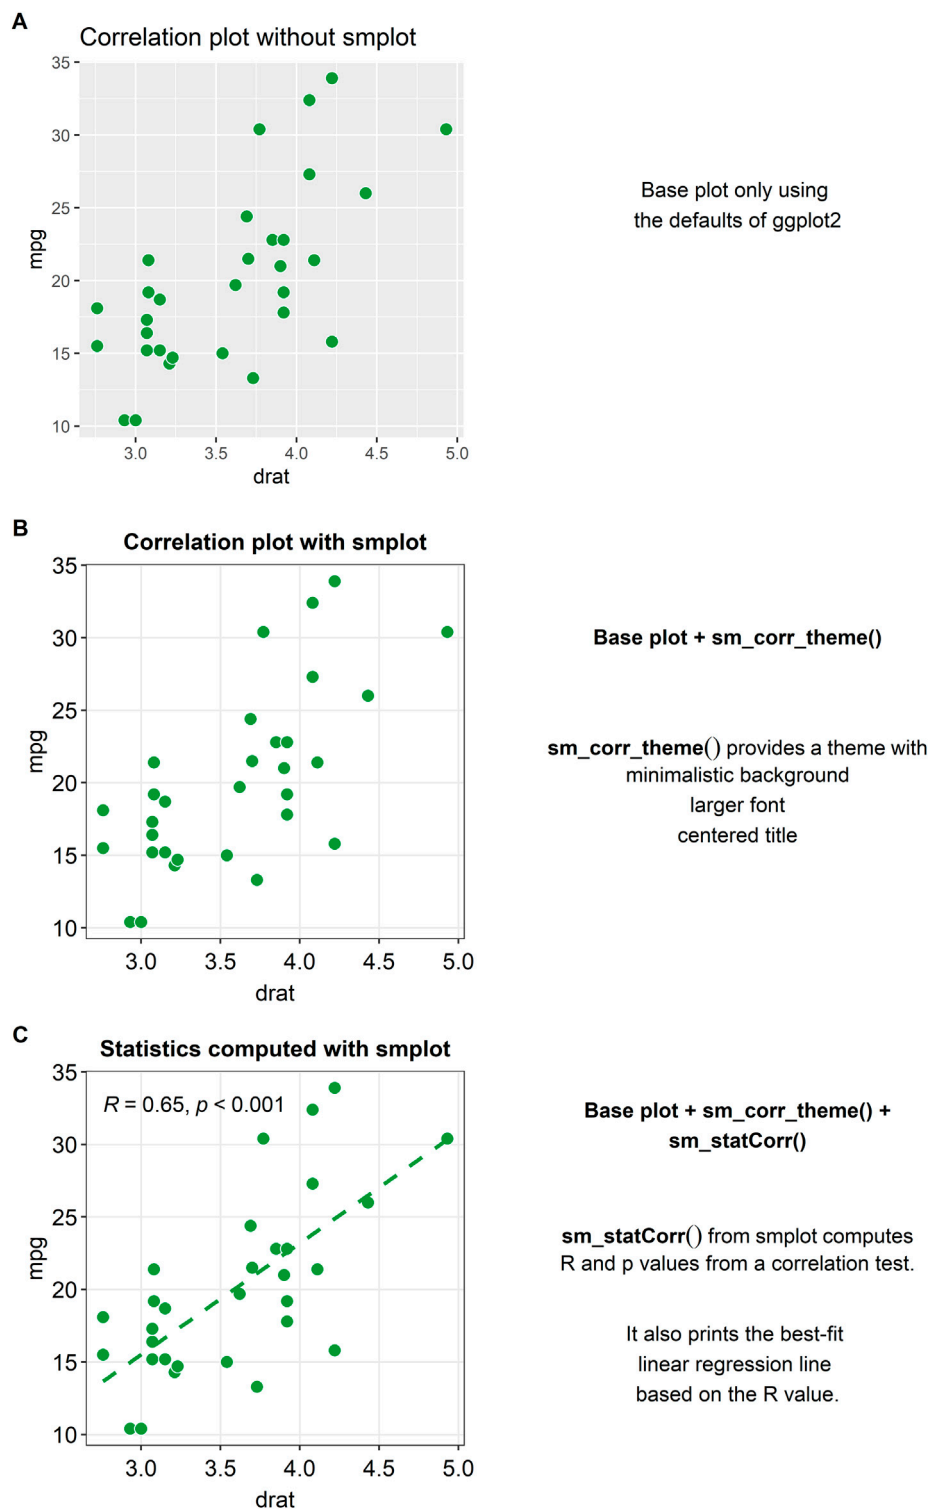 A
Correlation plot without smplot
35
30
25
20
15
10
mpg
3.0 3.5 4.0 4.5 5.0
drat
Base plot only using
the defaults of ggplot2
B
Correlation plot with smplot
35
30
25
20
15
10
mpg
3.0 3.5 4.0 4.5 5.0
drat
Base plot + sm_corr_theme()
sm_corr_theme() provides a theme with
minimalistic background
larger font
centered title
C
Statistics computed with smplot
R = 0.65, p < 0.001
35
30
25
20
15
10
mpg
3.0 3.5 4.0 4.5 5.0
drat
Base plot + sm_corr_theme() +
sm_statCorr()
sm_statCorr() from smplot computes
R and p values from a correlation test.
It also prints the best-fit
linear regression line
based on the R value.